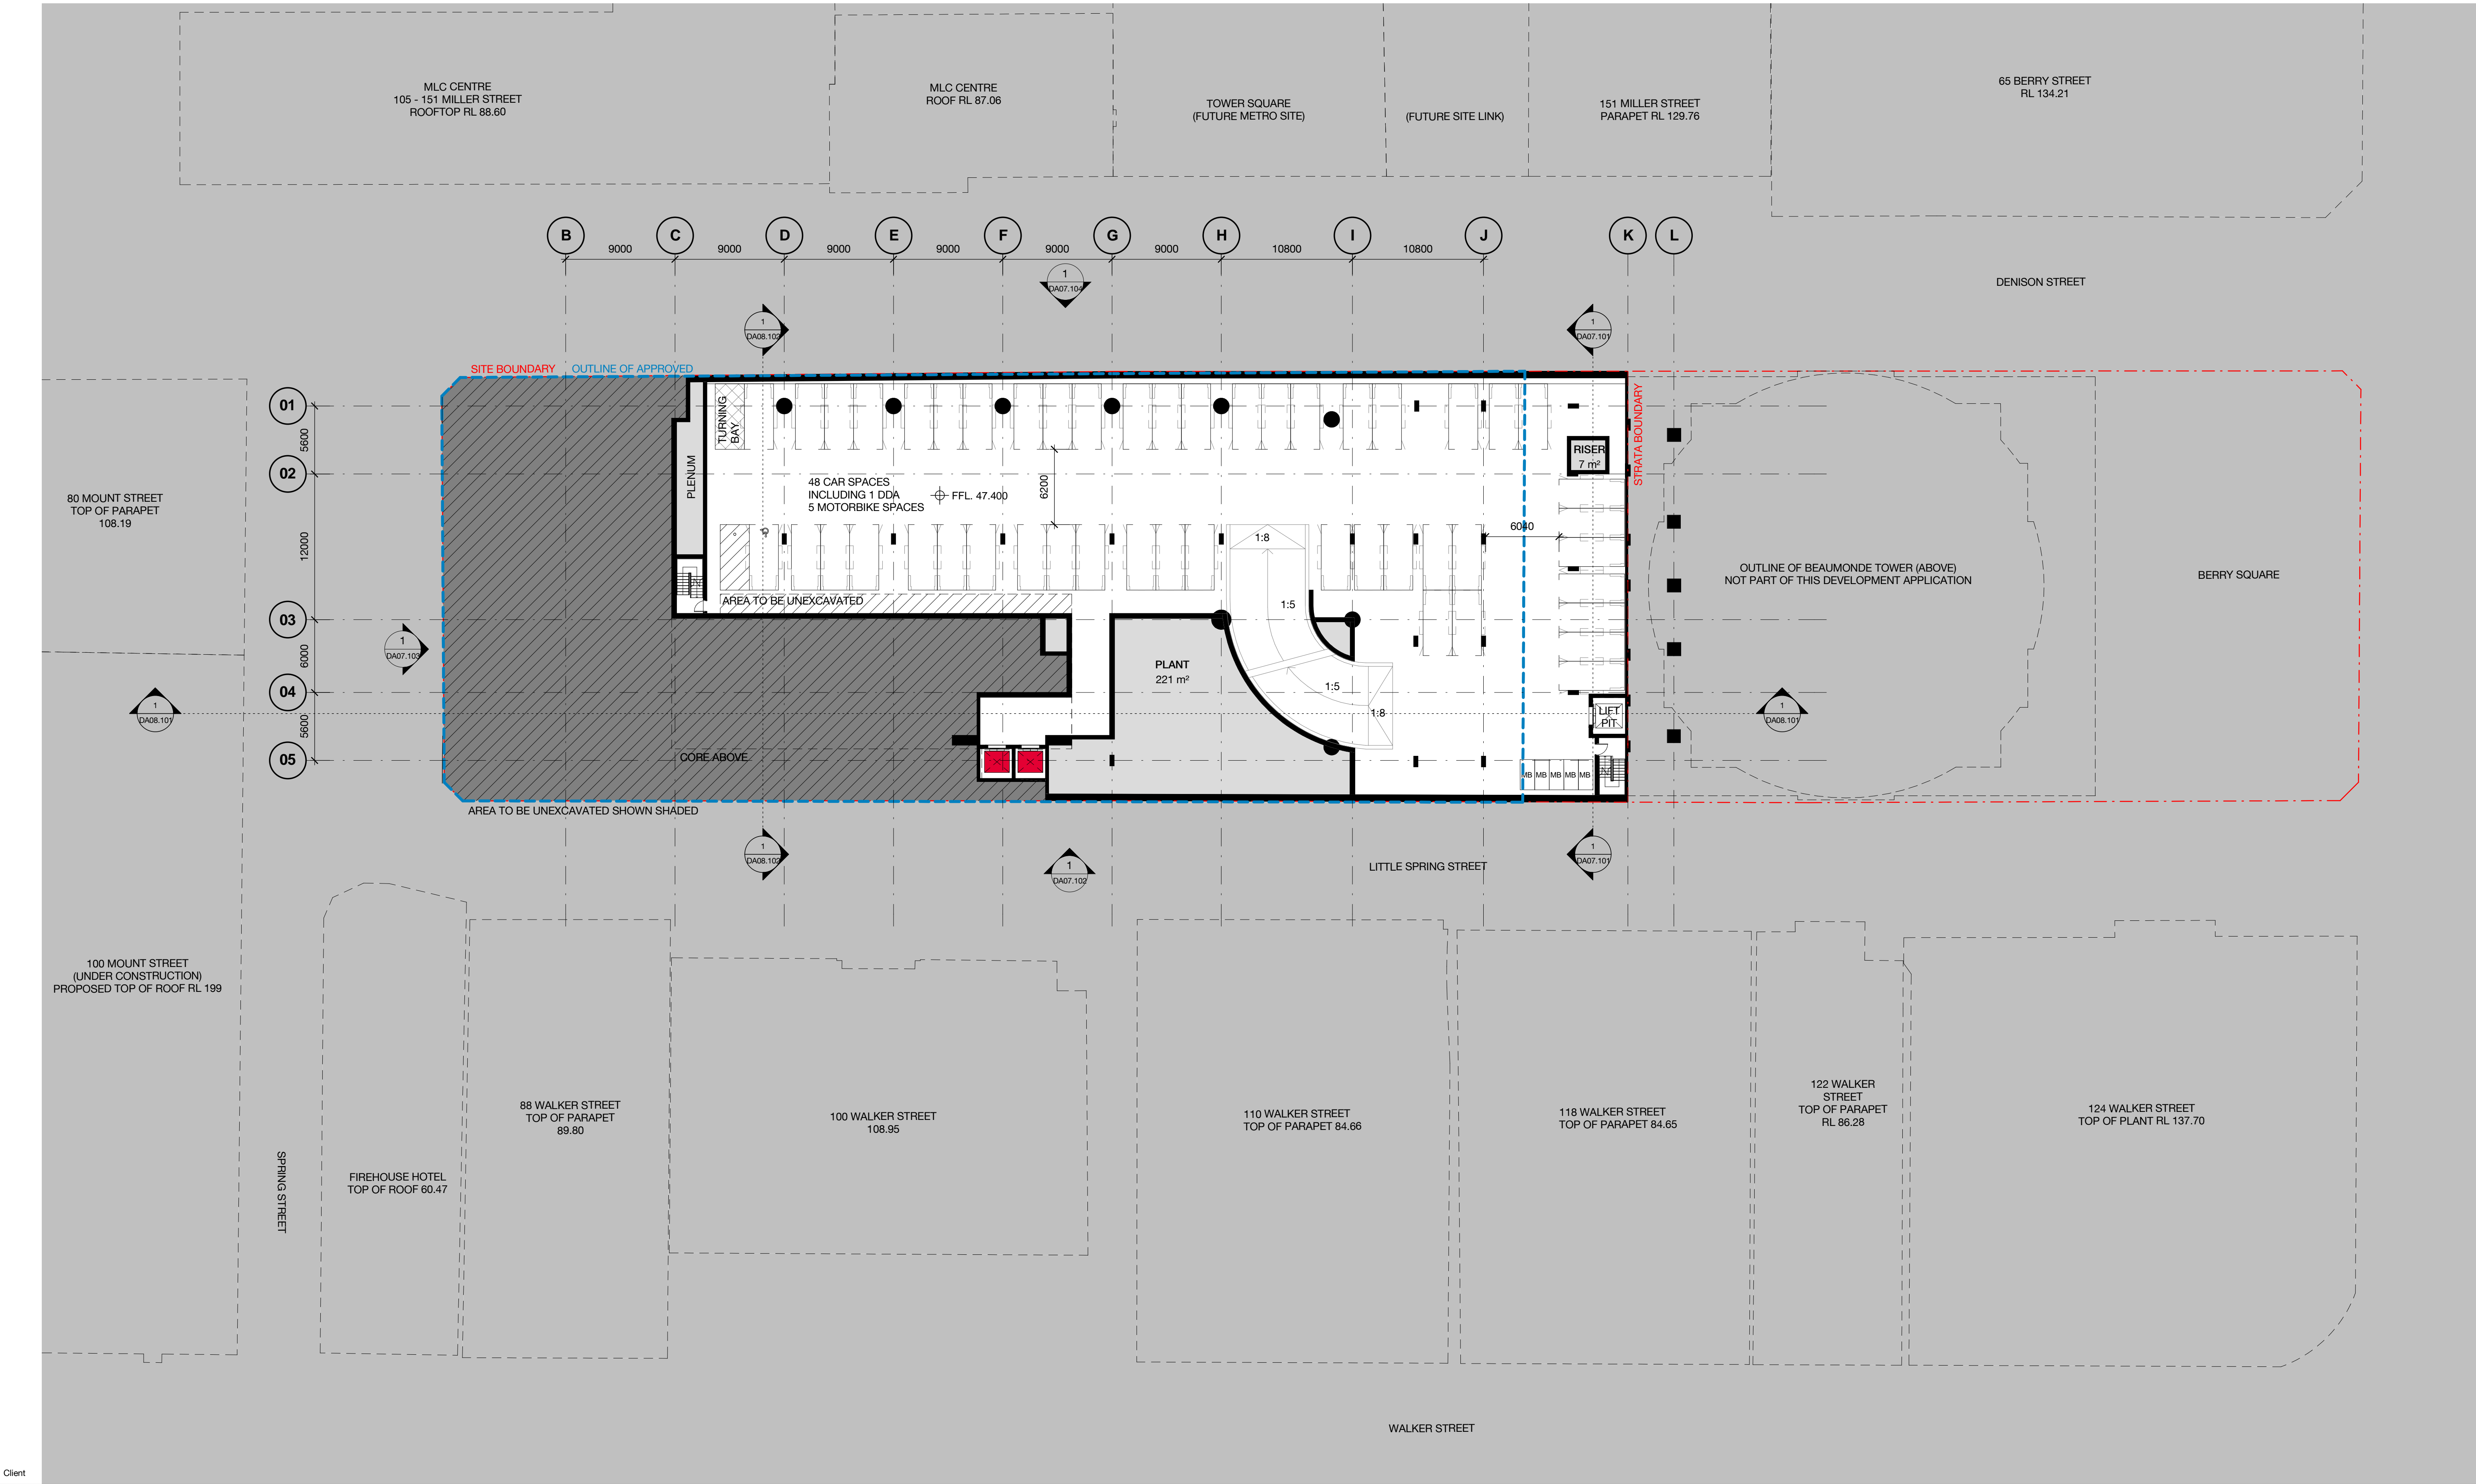 MLC CENTRE
105 - 151 MILLER STREET
ROOFTOP RL 88.60
MLC CENTRE
ROOF RL 87.06
TOWER SQUARE
(FUTURE METRO SITE)
(FUTURE SITE LINK)
151 MILLER STREET
PARAPET RL 129.76
65 BERRY STREET
RL 134.21
B
C
D
E
F
G
H
I
J
K
L
9000
9000
9000
9000
9000
9000
10800
10800
1
DA07.104
DENISON STREET
1
DA08.102
1
DA07.101
SITE BOUNDARY
OUTLINE OF APPROVED
01
5600
02
12000
03
6000
04
5600
05
TURNING
BAY
PLENUM
48 CAR SPACES
INCLUDING 1 DDA
5 MOTORBIKE SPACES
FFL. 47.400
6200
RISER
7 m²
STRATA BOUNDARY
80 MOUNT STREET
TOP OF PARAPET
108.19
1:8
6040
OUTLINE OF BEAUMONDE TOWER (ABOVE)
NOT PART OF THIS DEVELOPMENT APPLICATION
BERRY SQUARE
AREA TO BE UNEXCAVATED
1:5
1
DA07.103
PLANT
221 m²
1:5
1:8
LIFT
PIT
1
DA08.101
1
DA08.101
CORE ABOVE
MB
MB
MB
MB
MB
AREA TO BE UNEXCAVATED SHOWN SHADED
1
DA08.102
1
DA07.102
1
DA07.101
LITTLE SPRING STREET
100 MOUNT STREET
(UNDER CONSTRUCTION)
PROPOSED TOP OF ROOF RL 199
SPRING STREET
FIREHOUSE HOTEL
TOP OF ROOF 60.47
88 WALKER STREET
TOP OF PARAPET
89.80
100 WALKER STREET
108.95
110 WALKER STREET
TOP OF PARAPET 84.66
118 WALKER STREET
TOP OF PARAPET 84.65
122 WALKER
STREET
TOP OF PARAPET
RL 86.28
124 WALKER STREET
TOP OF PLANT RL 137.70
WALKER STREET
Client